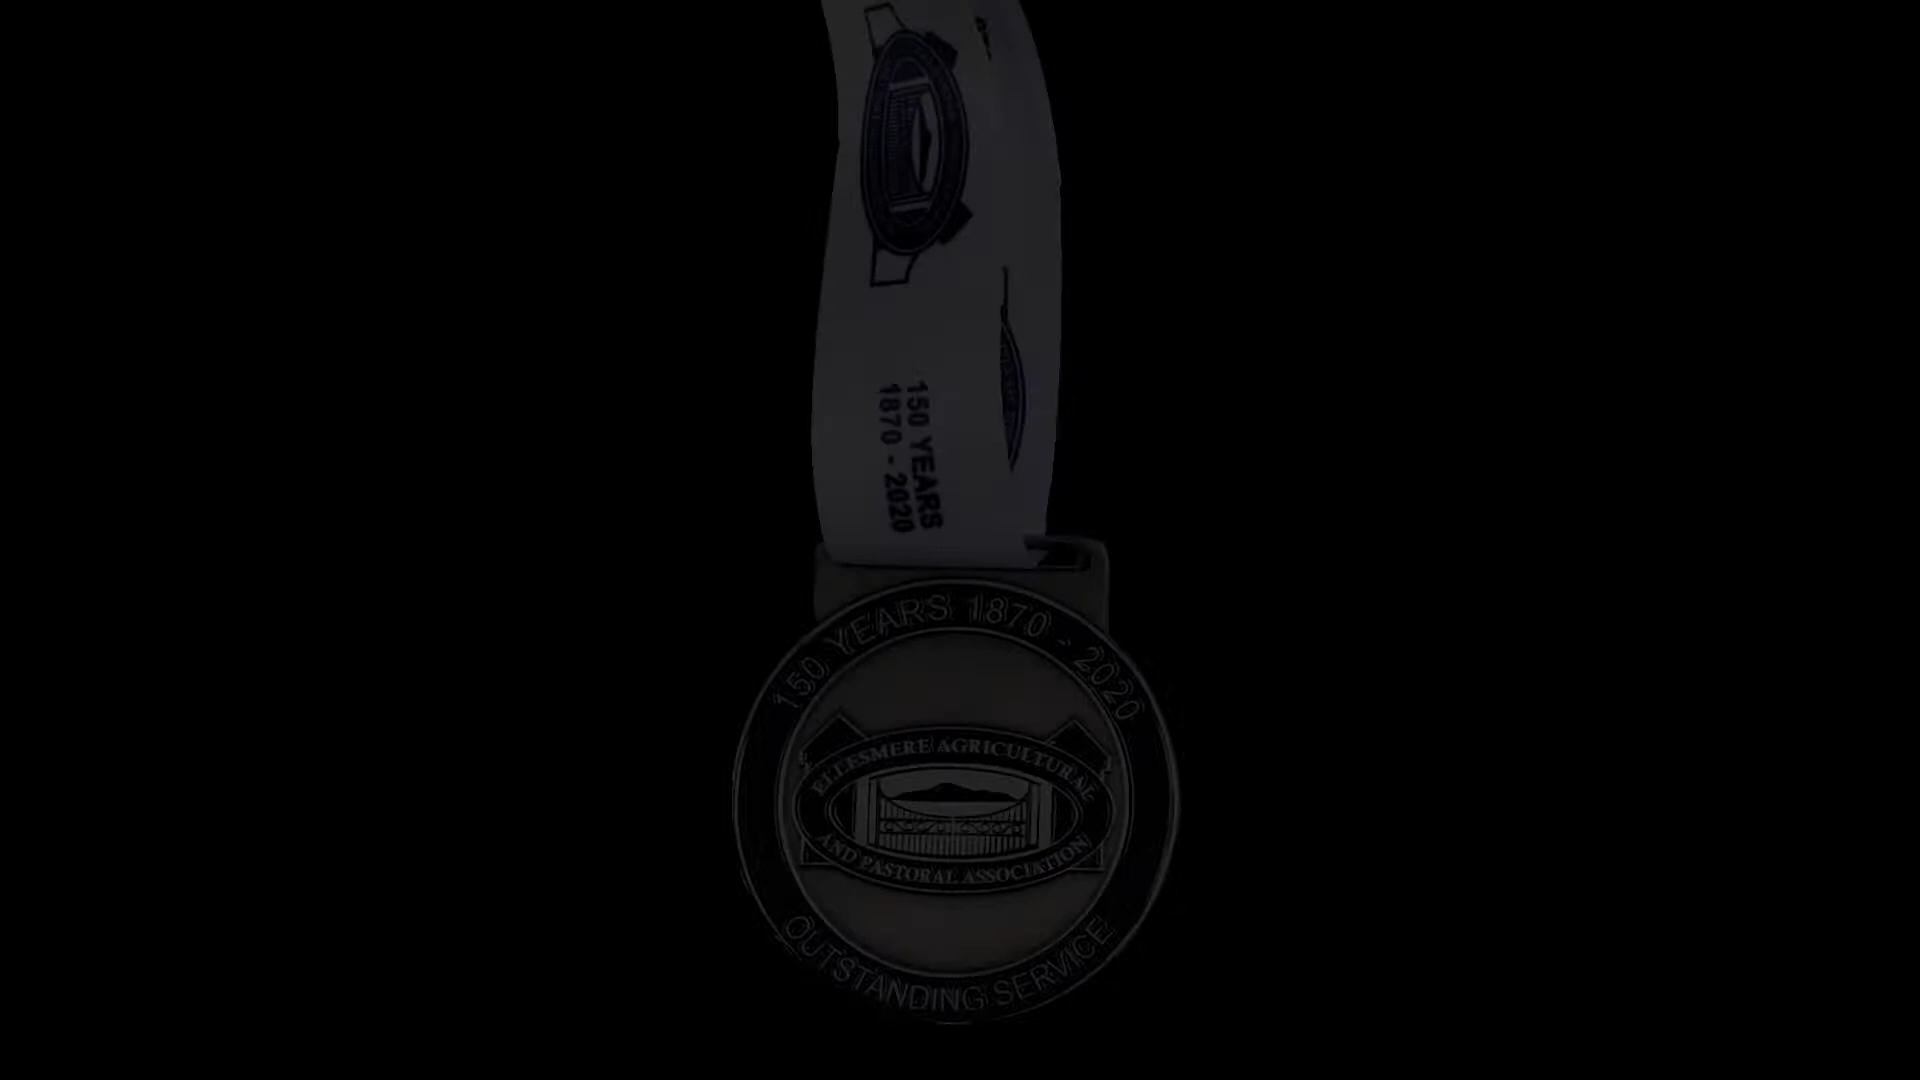 150 YEARS
1870 - 2020
150 YEARS 1870 - 2020
ELLESMERE AGRICULTURAL
AND PASTORAL ASSOCIATION
OUTSTANDING SERVICE